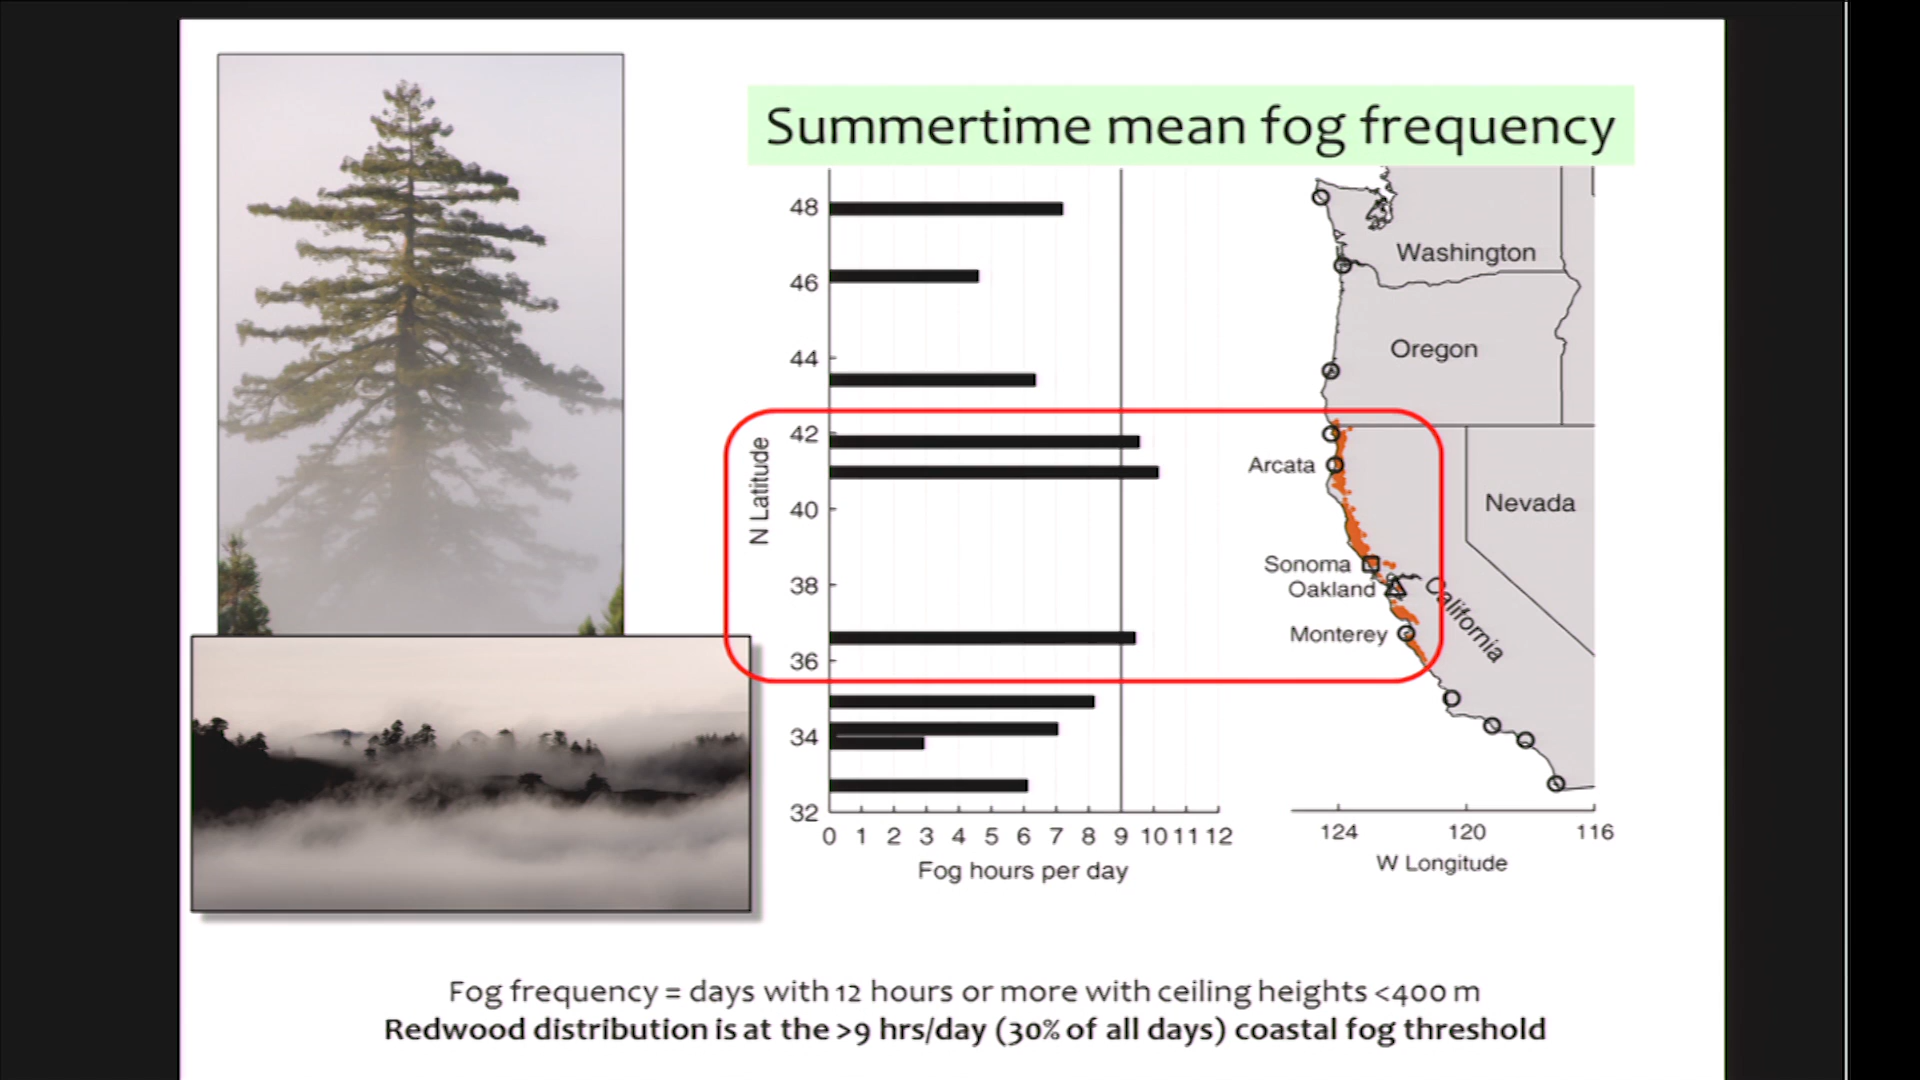 Summertime mean fog frequency
48
46
44
42
40
38
36
34
32
N Latitude
0 1 2 3 4 5 6 7 8 9 10 11 12
Fog hours per day
Washington
Oregon
Nevada
California
Arcata
Sonoma
Oakland
Monterey
124 120 116
W Longitude
Fog frequency = days with 12 hours or more with ceiling heights <400 m
Redwood distribution is at the >9 hrs/day (30% of all days) coastal fog threshold